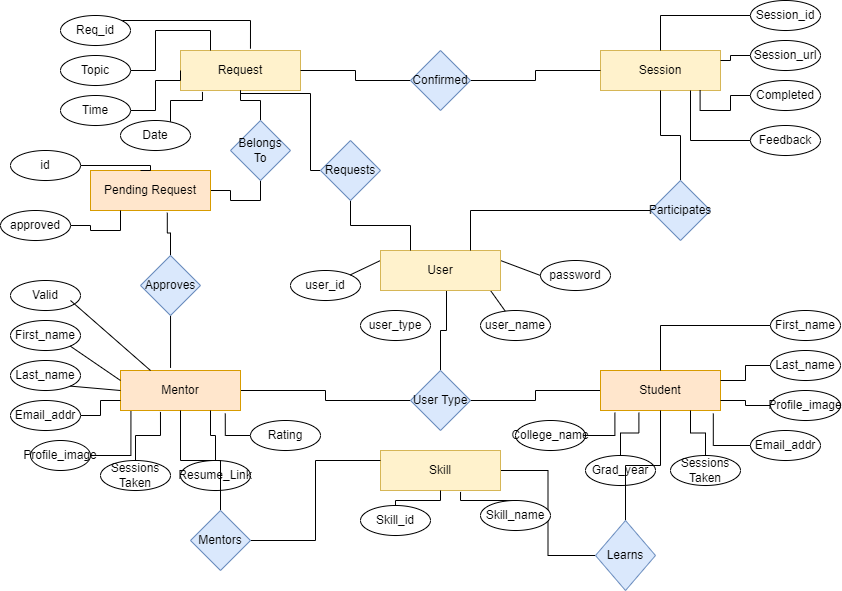 Session_id
Req_id
Session_url
Topic
Request
Confirmed
Session
Completed
Time
Date
Feedback
Belongs
To
id
Requests
Pending Request
Participates
approved
User
password
user_id
Approves
Valid
user_type
user_name
First_name
First_name
Last_name
Last_name
Mentor
User Type
Student
Profile_image
Email_addr
Rating
College_name
Email_addr
Profile_image
Sessions
Taken
Resume_Link
Skill
Grad_year
Sessions
Taken
Skill_id
Skill_name
Mentors
Learns